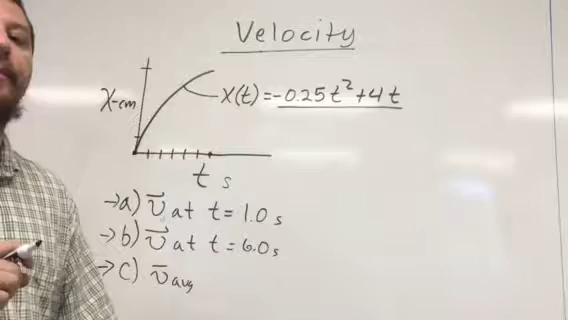 Velocity
x-cm
x(t) = -0.25t² + 4t
t s
→a) v⃗ at t = 1.0 s
→b) v⃗ at t = 6.0 s
→c) v⃗ avg